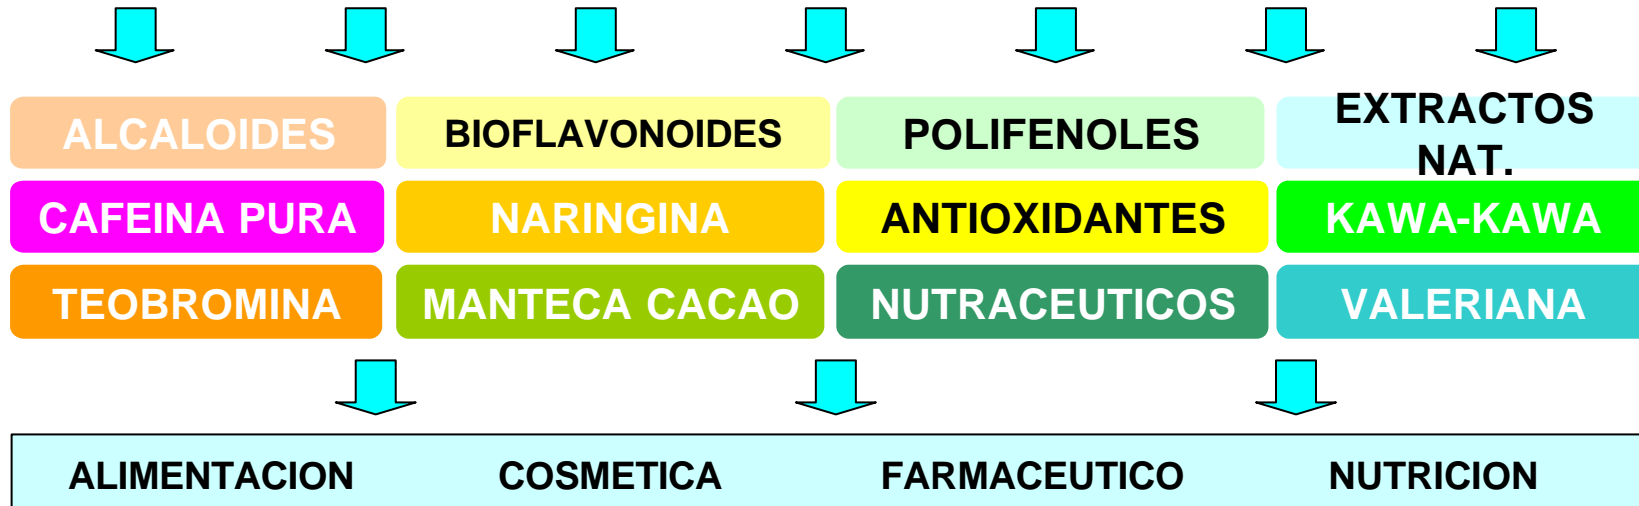 ALCALOIDES BIOFLAVONOIDES POLIFENOLES EXTRACTOS
NAT.
CAFEINA PURA NARINGINA ANTIOXIDANTES KAWA-KAWA
TEOBROMINA MANTECA CACAO NUTRACEUTICOS VALERIANA
ALIMENTACION COSMETICA FARMACEUTICO NUTRICION